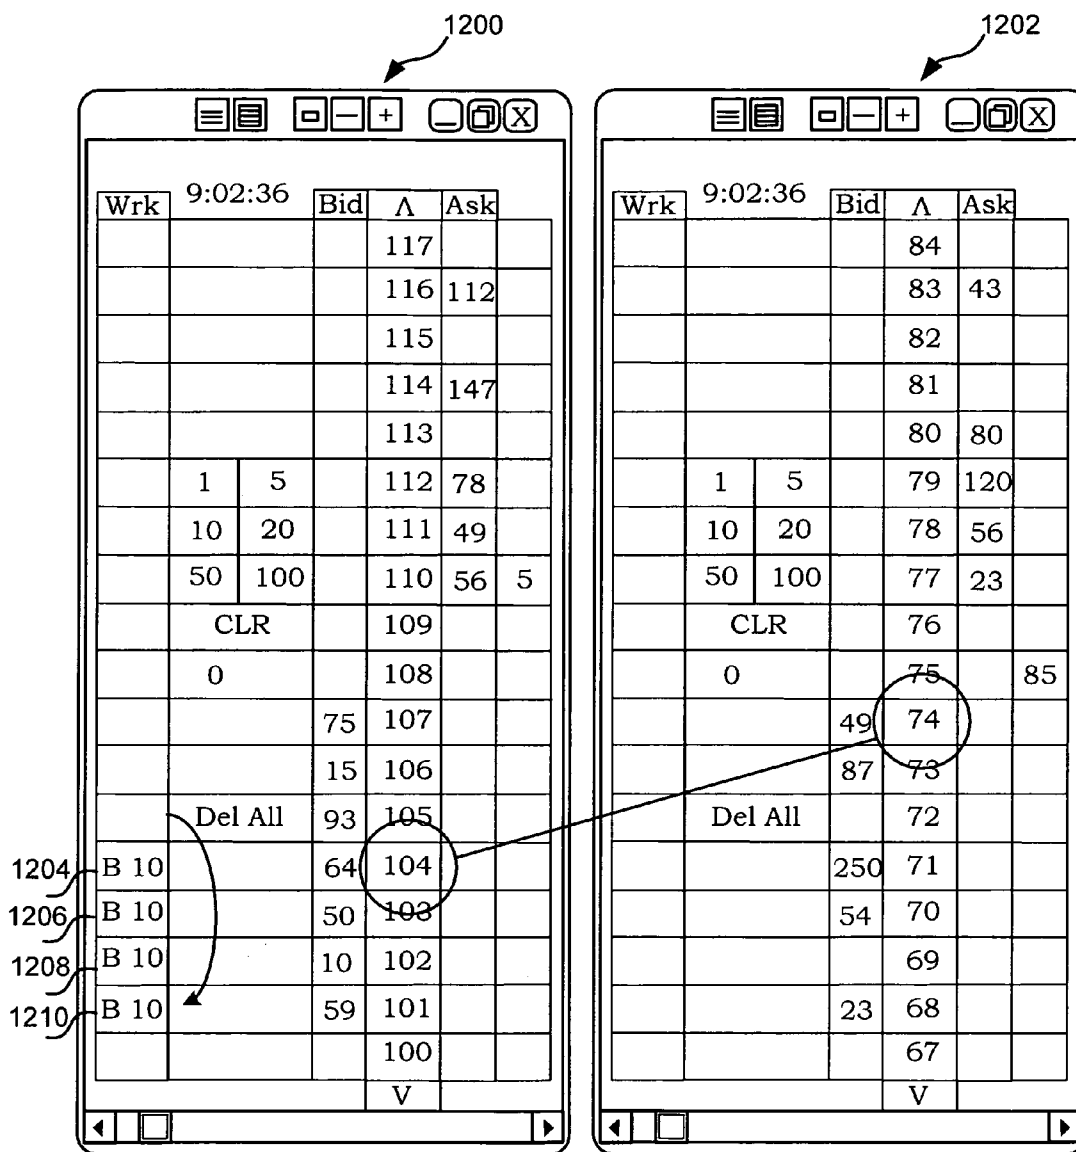 1200 1202
X X
9:02:36 9:02:36
Wrk Bid Λ Ask Wrk Bid Λ Ask
117 84
116 112 83 43
115 82
114 147 81
113 80 80
1 5 112 78 1 5 79 120
10 20 111 49 10 20 78 56
50 100 110 56 5 50 100 77 23
CLR 109 CLR 76
0 108 0 75 85
75 107 49 74
15 106 87 73
Del All 93 105 Del All 72
1204 B 10 64 104 250 71
1206 B 10 50 103 54 70
1208 B 10 10 102 69
1210 B 10 59 101 23 68
100 67
V V